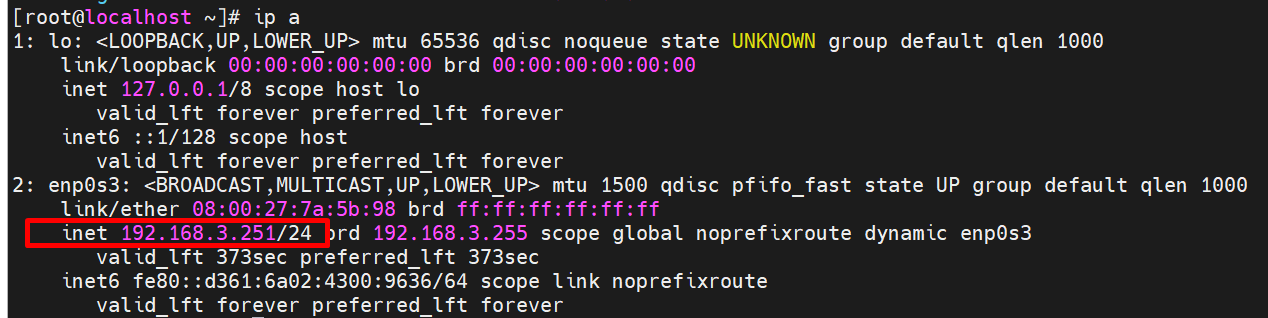 [root@localhost ~]# ip a
1: lo: <LOOPBACK,UP,LOWER_UP> mtu 65536 qdisc noqueue state UNKNOWN group default qlen 1000
link/loopback 00:00:00:00:00:00 brd 00:00:00:00:00:00
inet 127.0.0.1/8 scope host lo
valid_lft forever preferred_lft forever
inet6 ::1/128 scope host
valid_lft forever preferred_lft forever
2: enp0s3: <BROADCAST,MULTICAST,UP,LOWER_UP> mtu 1500 qdisc pfifo_fast state UP group default qlen 1000
link/ether 08:00:27:7a:5b:98 brd ff:ff:ff:ff:ff:ff
inet 192.168.3.251/24 brd 192.168.3.255 scope global noprefixroute dynamic enp0s3
valid_lft 373sec preferred_lft 373sec
inet6 fe80::d361:6a02:4300:9636/64 scope link noprefixroute
valid_lft forever preferred_lft forever